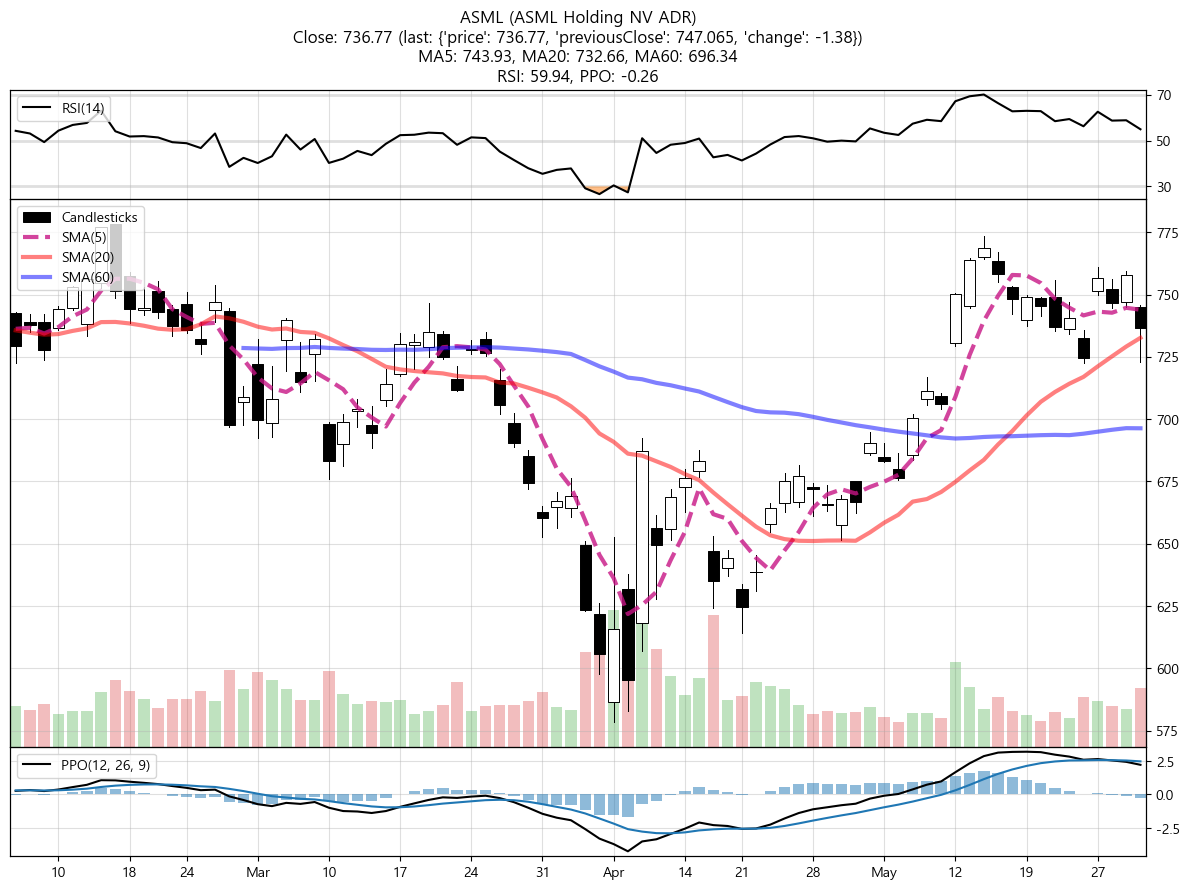 ASML (ASML Holding NV ADR)
Close: 736.77 (last: {'price': 736.77, 'previousClose': 747.065, 'change': -1.38})
MA5: 743.93, MA20: 732.66, MA60: 696.34
RSI: 59.94, PPO: -0.26
RSI(14)
70
50
30
Candlesticks
SMA(5)
SMA(20)
SMA(60)
775
750
725
700
675
650
625
600
575
PPO(12, 26, 9)
2.5
0.0
-2.5
10 18 24 Mar 10 17 24 31 Apr 14 21 28 May 12 19 27